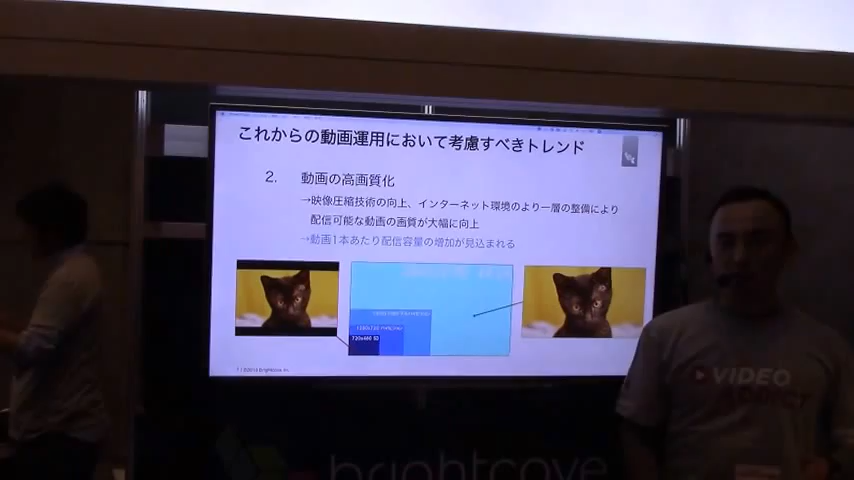 これからの動画運用において考慮すべきトレンド
2. 動画の高画質化
→映像圧縮技術の向上、インターネット環境のより一層の整備により
配信可能な動画の画質が大幅に向上
→動画1本あたり配信容量の増加が見込まれる
720x480 SD
VIDEO
ADDICT
brightcove